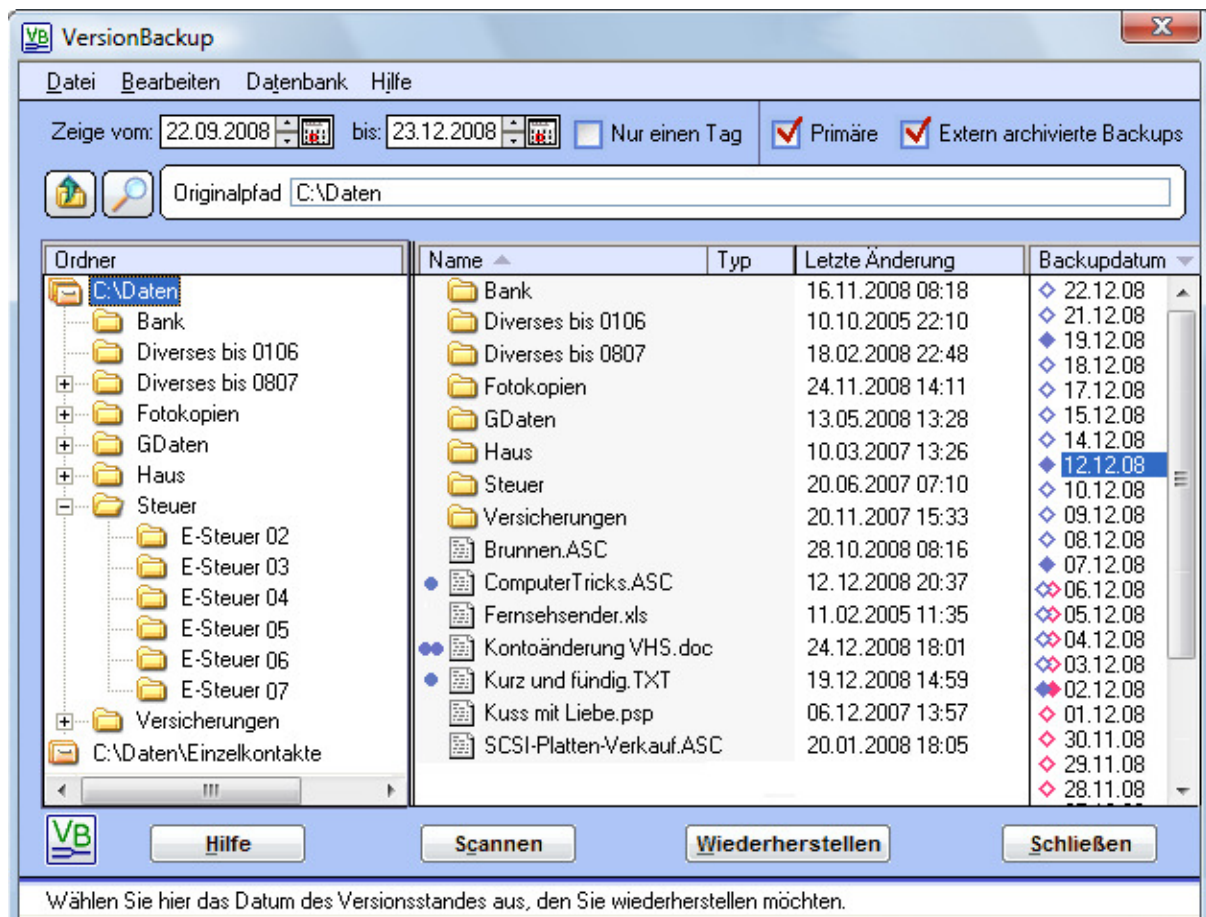 VB VersionBackup
Datei Bearbeiten Datenbank Hilfe
Zeige vom: 22.09.2008 bis: 23.12.2008 Nur einen Tag Primäre Extern archivierte Backups
Originalpfad C:\Daten
Ordner
C:\Daten
Bank
Diverses bis 0106
Diverses bis 0807
Fotokopien
GDaten
Haus
Steuer
E-Steuer 02
E-Steuer 03
E-Steuer 04
E-Steuer 05
E-Steuer 06
E-Steuer 07
Versicherungen
C:\Daten\Einzelkontakte
Name Typ Letzte Änderung
Bank 16.11.2008 08:18
Diverses bis 0106 10.10.2005 22:10
Diverses bis 0807 18.02.2008 22:48
Fotokopien 24.11.2008 14:11
GDaten 13.05.2008 13:28
Haus 10.03.2007 13:26
Steuer 20.06.2007 07:10
Versicherungen 20.11.2007 15:33
Brunnen.ASC 28.10.2008 08:16
ComputerTricks.ASC 12.12.2008 20:37
Fernsehsender.xls 11.02.2005 11:35
Kontoänderung VHS.doc 24.12.2008 18:01
Kurz und fündig.TXT 19.12.2008 14:59
Kuss mit Liebe.psp 06.12.2007 13:57
SCSI-Platten-Verkauf.ASC 20.01.2008 18:05
Backupdatum
22.12.08
21.12.08
19.12.08
18.12.08
17.12.08
15.12.08
14.12.08
12.12.08
10.12.08
09.12.08
08.12.08
07.12.08
06.12.08
05.12.08
04.12.08
03.12.08
02.12.08
01.12.08
30.11.08
29.11.08
28.11.08
VB Hilfe Scannen Wiederherstellen Schließen
Wählen Sie hier das Datum des Versionsstandes aus, den Sie wiederherstellen möchten.